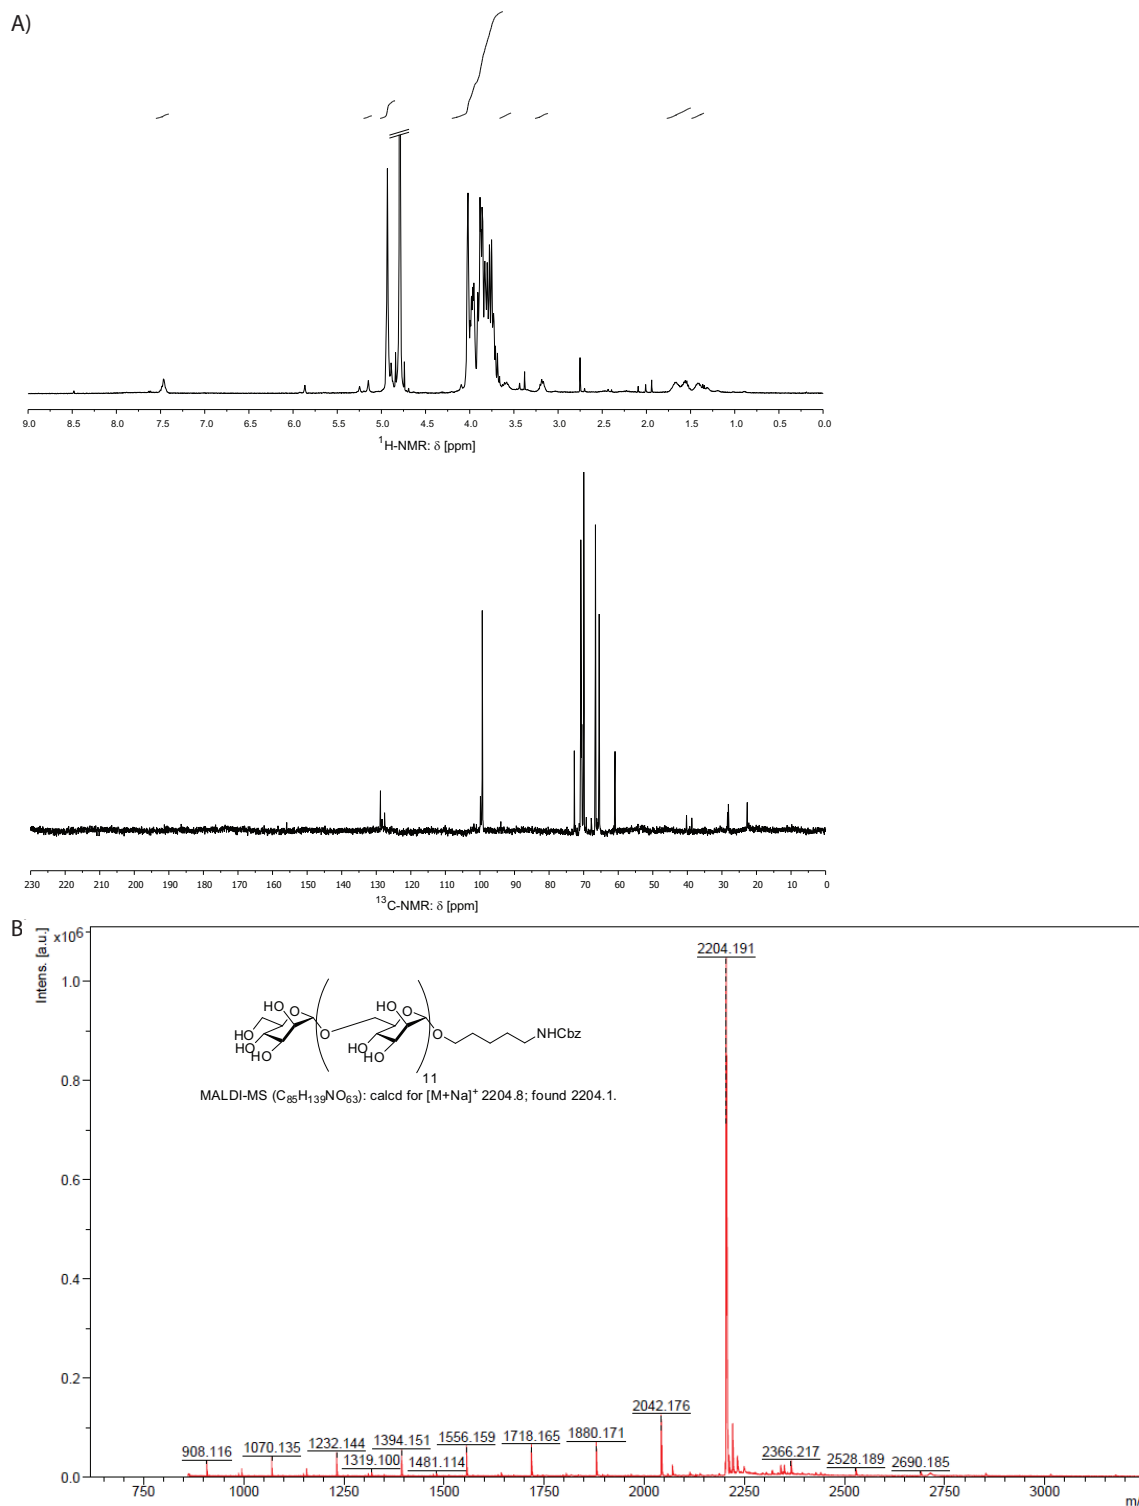 A)
9.0 8.5 8.0 7.5 7.0 6.5 6.0 5.5 5.0 4.5 4.0 3.5 3.0 2.5 2.0 1.5 1.0 0.5 0.0
¹H-NMR: δ [ppm]
230 220 210 200 190 180 170 160 150 140 130 120 110 100 90 80 70 60 50 40 30 20 10 0
¹³C-NMR: δ [ppm]
B
Intens. [a.u.]
x10⁶
2204.191
1.0
HO
O
HO
O
HO
HO
HO
O
HO
HO
O
NHCbz
11
MALDI-MS (C₈₅H₁₃₉NO₆₃): calcd for [M+Na]⁺ 2204.8; found 2204.1.
0.8
0.6
0.4
0.2
2042.176
908.116 1070.135 1232.144 1394.151 1556.159 1718.165 1880.171
1319.100 1481.114
2366.217 2528.189 2690.185
0.0
750 1000 1250 1500 1750 2000 2250 2500 2750 3000